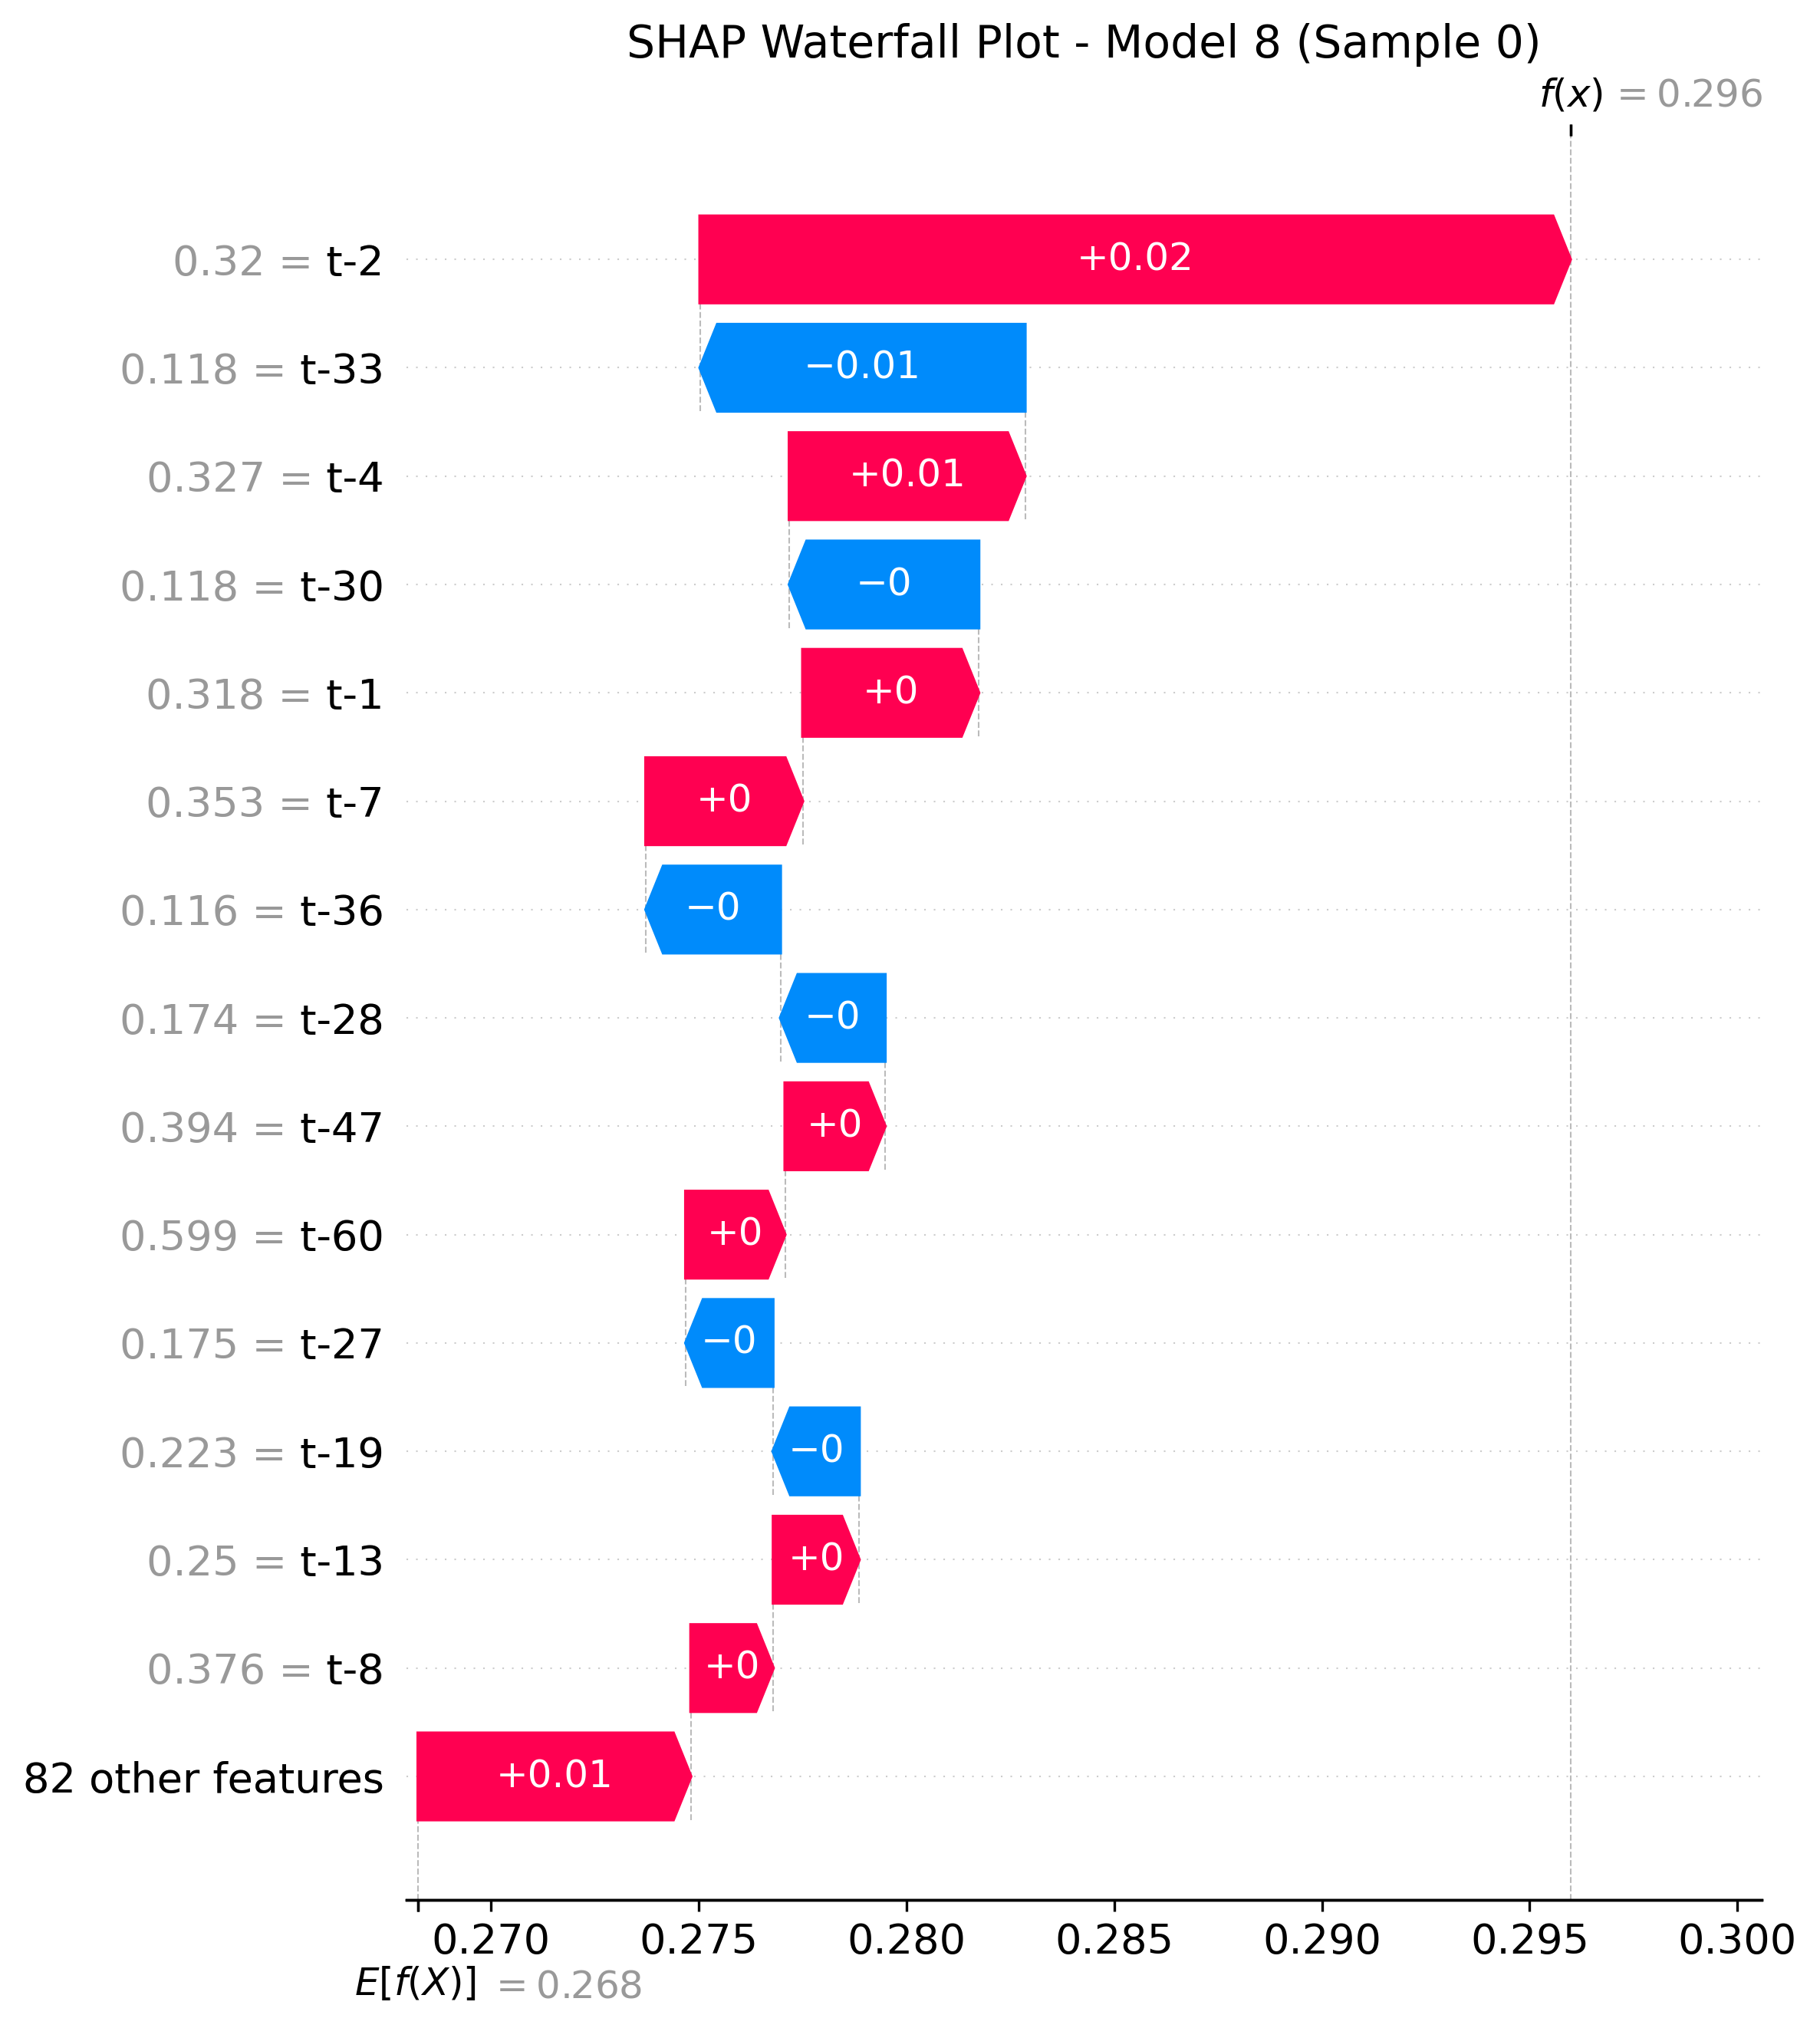 SHAP Waterfall Plot - Model 8 (Sample 0)
f(x) = 0.296
0.32 = t-2 +0.02
0.118 = t-33 −0.01
0.327 = t-4 +0.01
0.118 = t-30 −0
0.318 = t-1 +0
0.353 = t-7 +0
0.116 = t-36 −0
0.174 = t-28 −0
0.394 = t-47 +0
0.599 = t-60 +0
0.175 = t-27 −0
0.223 = t-19 −0
0.25 = t-13 +0
0.376 = t-8 +0
82 other features +0.01
0.270 0.275 0.280 0.285 0.290 0.295 0.300
E[f(X)] = 0.268